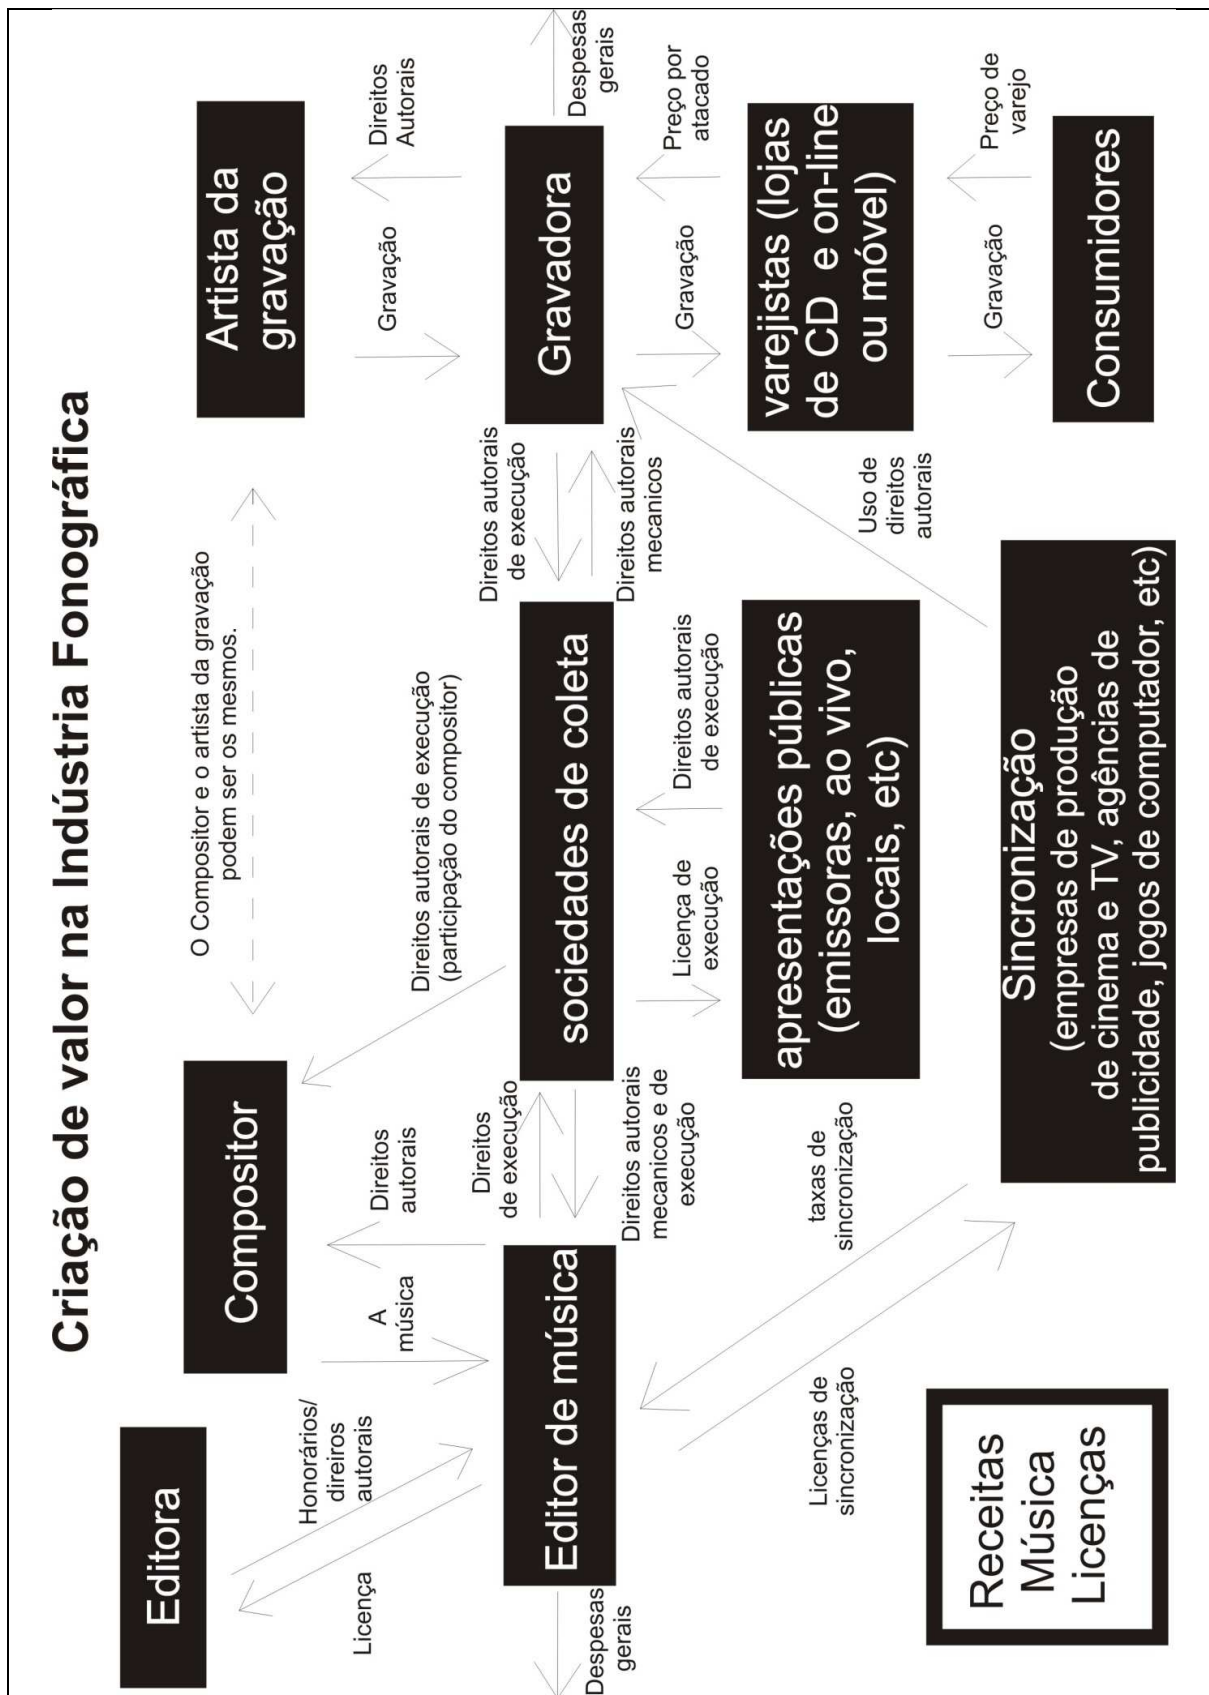 Criação de valor na Indústria Fonográfica
Editora
Compositor
O Compositor e o artista da gravação
podem ser os mesmos.
Artista da
gravação
Licença
Honorários/
direiros
autorais
A
música
Direitos
autorais
Direitos autorais de execução
(participação do compositor)
Gravação
Direitos
Autorais
Despesas
gerais
Editor de música
Direitos
de execução
Direitos autorais
mecanicos e de
execução
sociedades de coleta
Direitos autorais
de execução
Direitos autorais
mecanicos
Gravadora
Despesas
gerais
Licença de
execução
Direitos autorais
de execução
Gravação
Preço por
atacado
Licenças de
sincronização
taxas de
sincronização
apresentações públicas
(emissoras, ao vivo,
locais, etc)
Uso de
direitos
autorais
varejistas (lojas
de CD e on-line
ou móvel)
Gravação
Preço de
varejo
Receitas
Música
Licenças
Sincronização
(empresas de produção
de cinema e TV, agências de
publicidade, jogos de computador, etc)
Consumidores